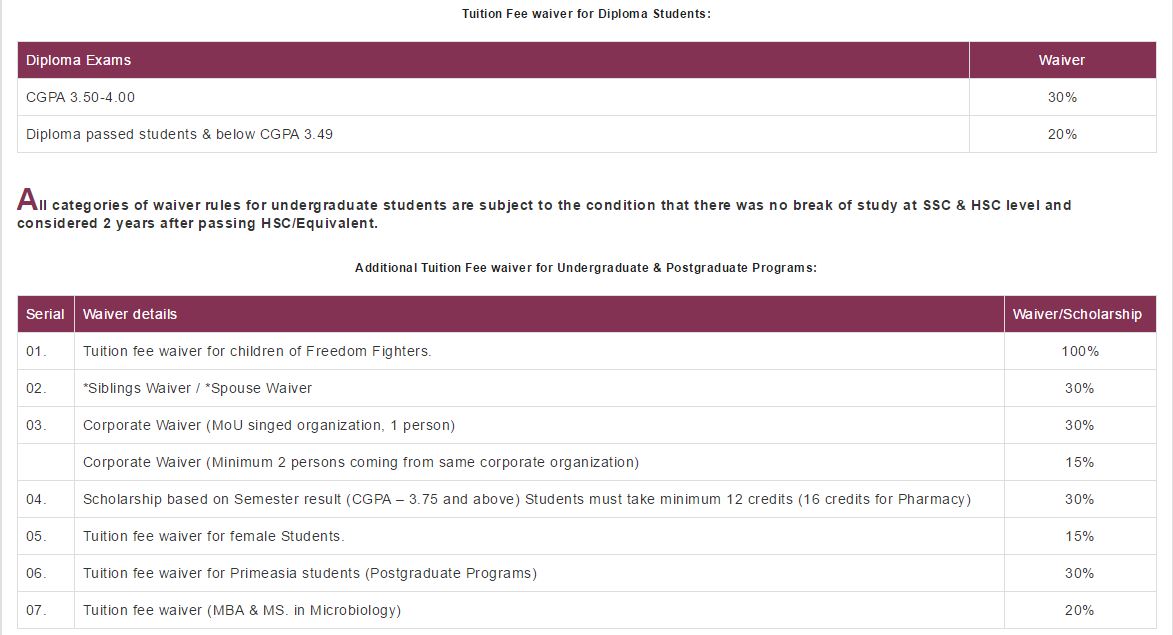 Tuition Fee waiver for Diploma Students:
Diploma Exams Waiver
CGPA 3.50-4.00 30%
Diploma passed students & below CGPA 3.49 20%
All categories of waiver rules for undergraduate students are subject to the condition that there was no break of study at SSC & HSC level and
considered 2 years after passing HSC/Equivalent.
Additional Tuition Fee waiver for Undergraduate & Postgraduate Programs:
Serial Waiver details Waiver/Scholarship
01. Tuition fee waiver for children of Freedom Fighters. 100%
02. *Siblings Waiver / *Spouse Waiver 30%
03. Corporate Waiver (MoU singed organization, 1 person) 30%
Corporate Waiver (Minimum 2 persons coming from same corporate organization) 15%
04. Scholarship based on Semester result (CGPA – 3.75 and above) Students must take minimum 12 credits (16 credits for Pharmacy) 30%
05. Tuition fee waiver for female Students. 15%
06. Tuition fee waiver for Primeasia students (Postgraduate Programs) 30%
07. Tuition fee waiver (MBA & MS. in Microbiology) 20%